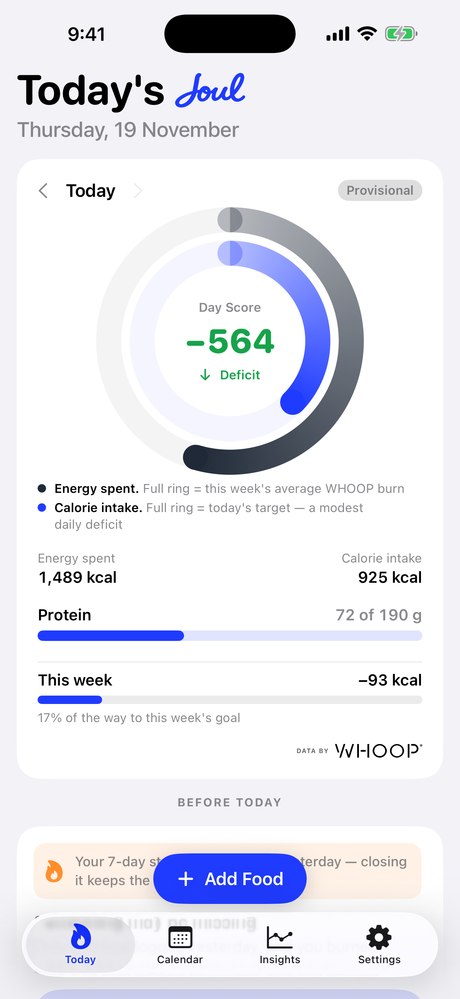 9:41
Today's Joul
Thursday, 19 November
Today
Provisional
Day Score
−564
↓ Deficit
Energy spent. Full ring = this week's average WHOOP burn
Calorie intake. Full ring = today's target — a modest
daily deficit
Energy spent
Calorie intake
1,489 kcal
925 kcal
Protein
72 of 190 g
This week
−93 kcal
17% of the way to this week's goal
DATA BY WHOOP
BEFORE TODAY
Your 7-day — closing
it keeps the
+ Add Food
Today
Calendar
Insights
Settings